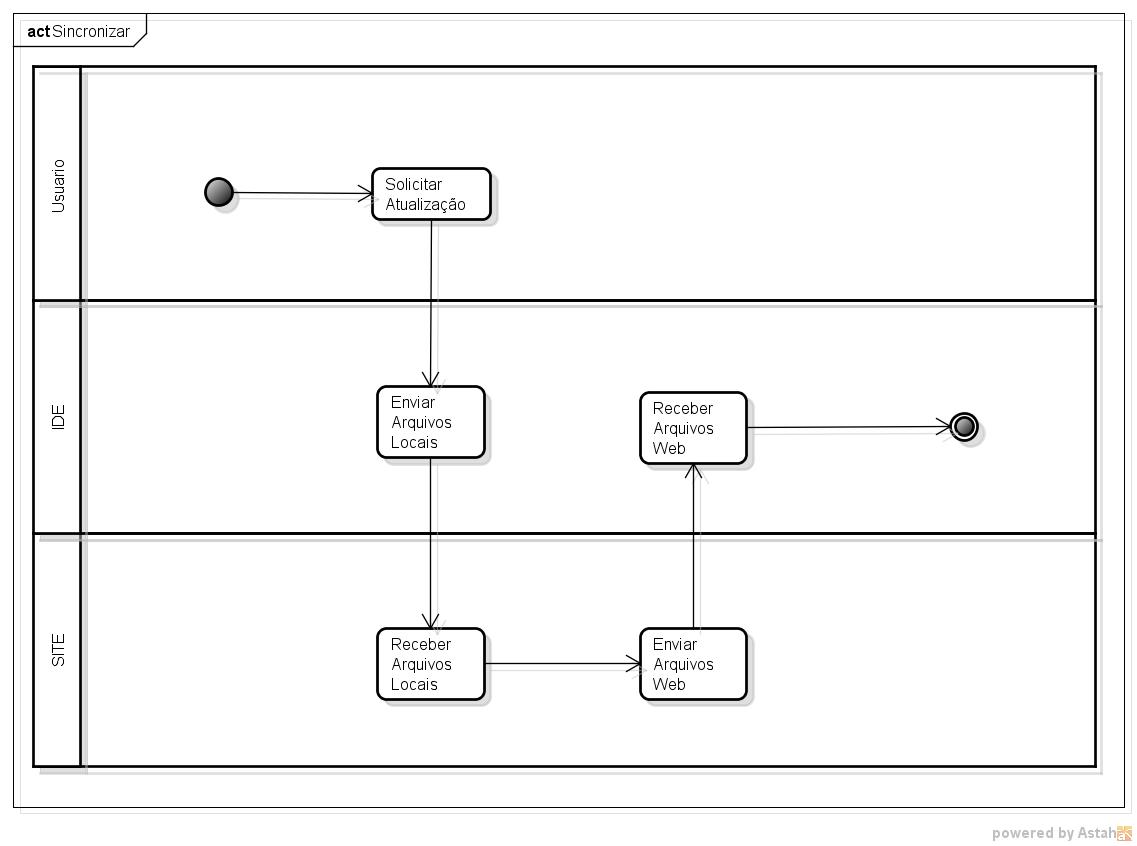 act Sincronizar
Usuario
Solicitar
Atualização
IDE
Enviar
Arquivos
Locais
Receber
Arquivos
Web
SITE
Receber
Arquivos
Locais
Enviar
Arquivos
Web
powered by Astah